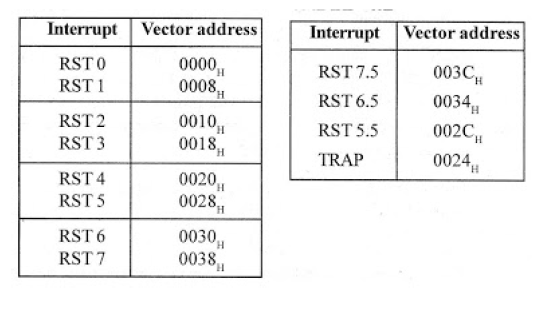 Interrupt Vector address
RST 0 0000H
RST 1 0008H
RST 2 0010H
RST 3 0018H
RST 4 0020H
RST 5 0028H
RST 6 0030H
RST 7 0038H
Interrupt Vector address
RST 7.5 003CH
RST 6.5 0034H
RST 5.5 002CH
TRAP 0024H